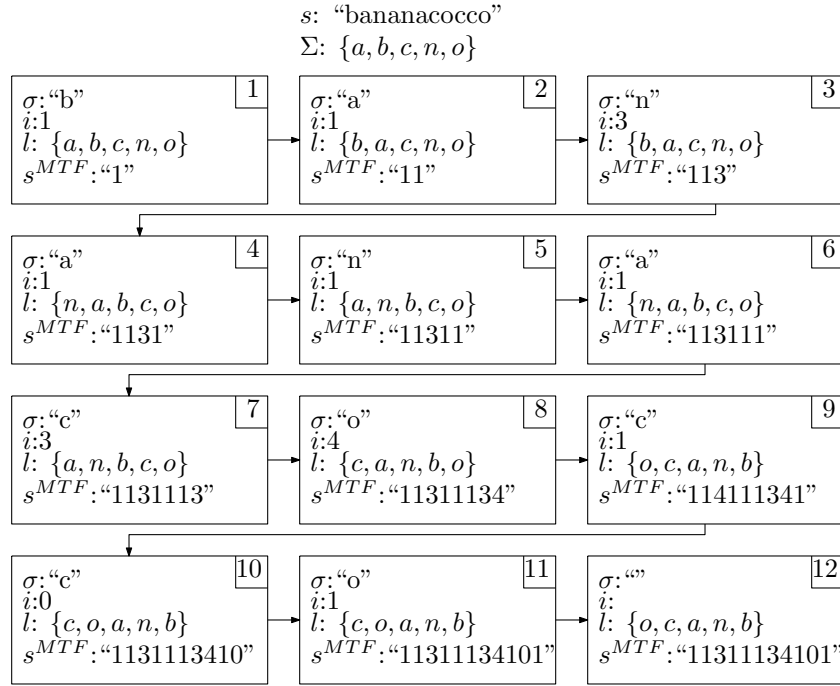 s: “bananacocco”
Σ: {a, b, c, n, o}
1
σ:“b”
i:1
l: {a, b, c, n, o}
s^{MTF}:“1”
2
σ:“a”
i:1
l: {b, a, c, n, o}
s^{MTF}:“11”
3
σ:“n”
i:3
l: {b, a, c, n, o}
s^{MTF}:“113”
4
σ:“a”
i:1
l: {n, a, b, c, o}
s^{MTF}:“1131”
5
σ:“n”
i:1
l: {a, n, b, c, o}
s^{MTF}:“11311”
6
σ:“a”
i:1
l: {n, a, b, c, o}
s^{MTF}:“113111”
7
σ:“c”
i:3
l: {a, n, b, c, o}
s^{MTF}:“1131113”
8
σ:“o”
i:4
l: {c, a, n, b, o}
s^{MTF}:“11311134”
9
σ:“c”
i:1
l: {o, c, a, n, b}
s^{MTF}:“114111341”
10
σ:“c”
i:0
l: {c, o, a, n, b}
s^{MTF}:“1131113410”
11
σ:“o”
i:1
l: {c, o, a, n, b}
s^{MTF}:“11311134101”
12
σ:“”
i:
l: {o, c, a, n, b}
s^{MTF}:“11311134101”